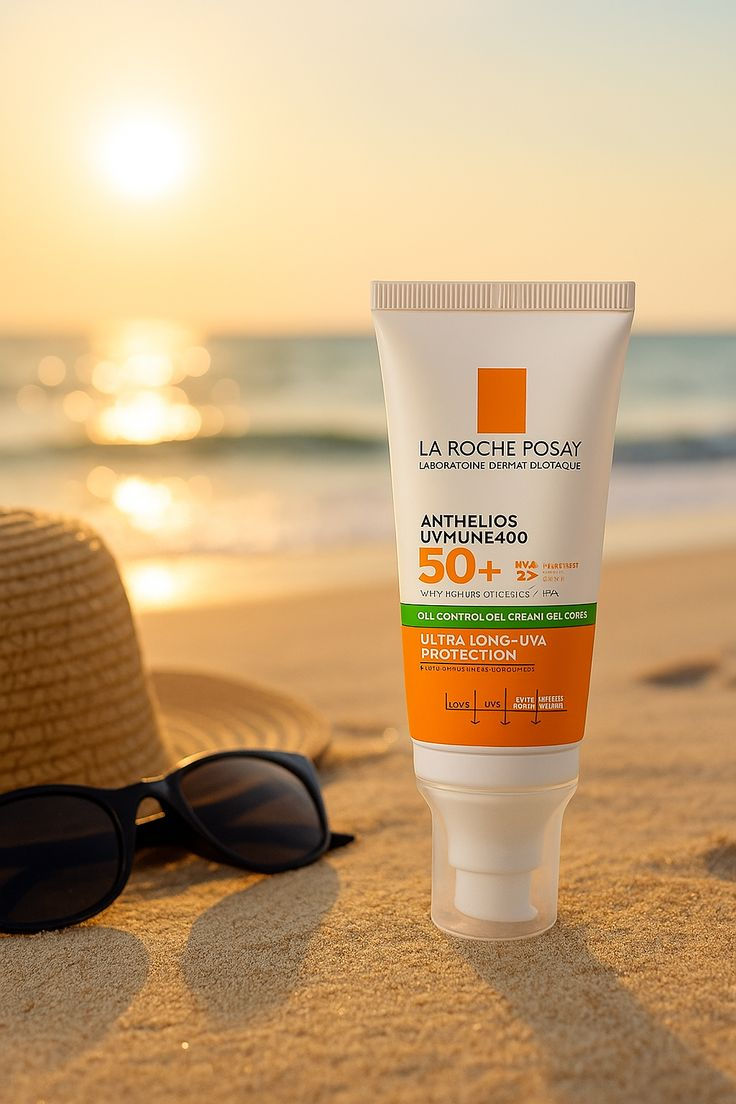 LA ROCHE POSAY
LABORATOINE DERMAT DLOTAQUE
ANTHELIOS
UVMUNE400
50+
WHY HGHURS OTICESICS /
OLL CONTROL OEL CREANI GEL CORES
ULTRA LONG-UVA
PROTECTION
LOVS UVS